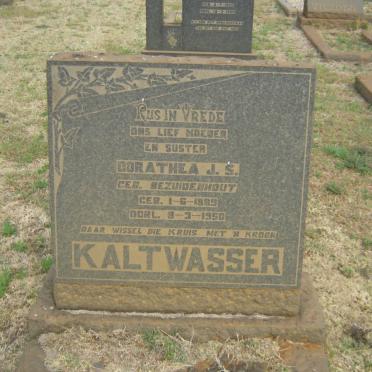 RUS IN VREDE
ONS LIEF MOEDER
EN SUSTER
DORATHEA J. S.
GEB. BEZUIDENHOUT
GEB. 1-6-1889
OORL. 9-3-1950
DAAR WISSEL DIE KRUIS MET 'N KROON
KALTWASSER